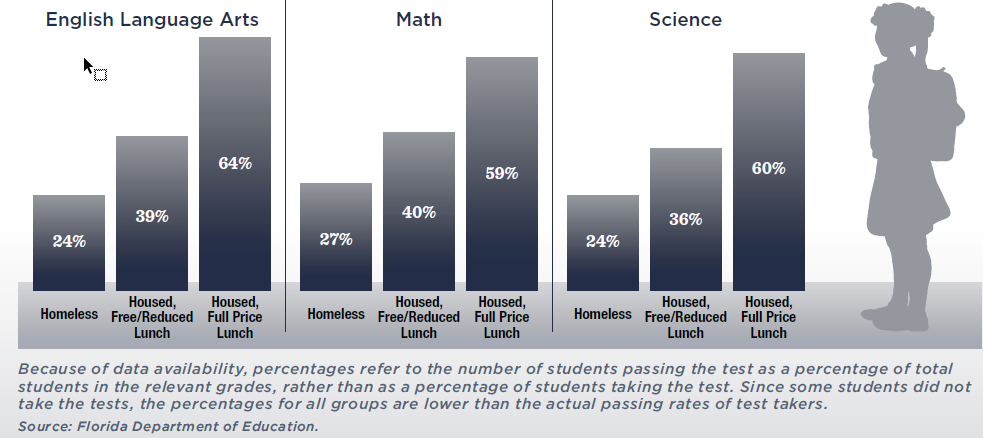 English Language Arts
64%
39%
24%
Homeless
Housed,
Free/Reduced
Lunch
Housed,
Full Price
Lunch
Math
59%
40%
27%
Homeless
Housed,
Free/Reduced
Lunch
Housed,
Full Price
Lunch
Science
60%
36%
24%
Homeless
Housed,
Free/Reduced
Lunch
Housed,
Full Price
Lunch
Because of data availability, percentages refer to the number of students passing the test as a percentage of total
students in the relevant grades, rather than as a percentage of students taking the test. Since some students did not
take the tests, the percentages for all groups are lower than the actual passing rates of test takers.
Source: Florida Department of Education.